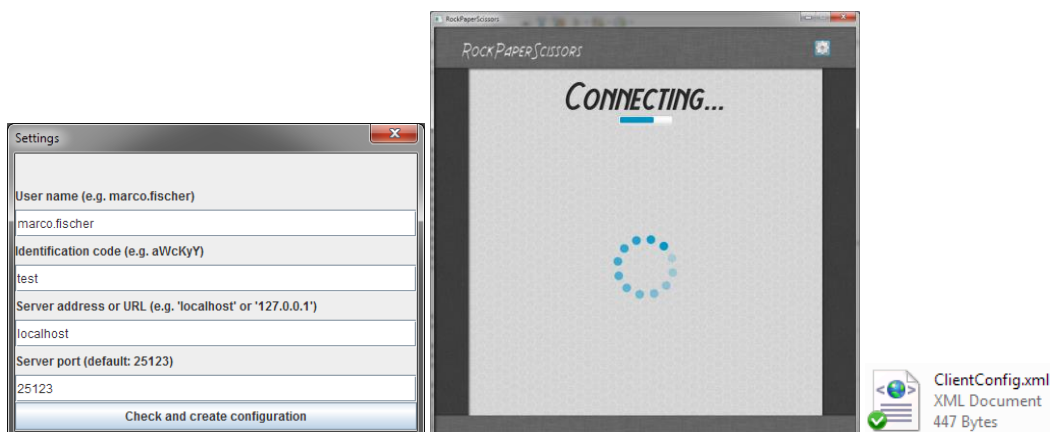 Settings
User name (e.g. marco.fischer)
marco.fischer
Identification code (e.g. aWcKyY)
test
Server address or URL (e.g. 'localhost' or '127.0.0.1')
localhost
Server port (default: 25123)
25123
Check and create configuration
RockPaperScissors
RockPaperScissors
Connecting...
ClientConfig.xml
XML Document
447 Bytes